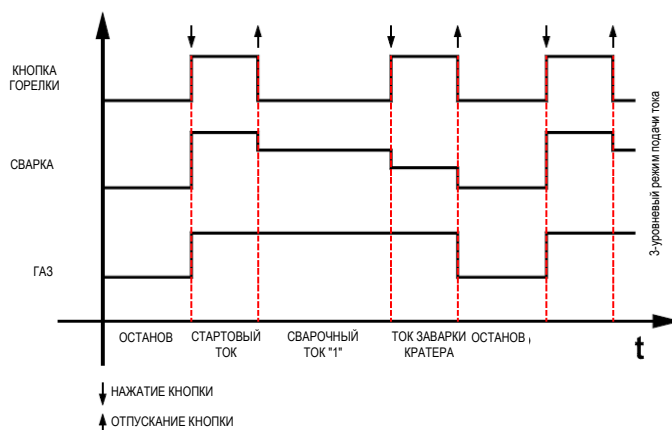 КНОПКА
ГОРЕЛКИ
СВАРКА
ГАЗ
3-уровневый режим подачи тока
ОСТАНОВ
СТАРТОВЫЙ
ТОК
СВАРОЧНЫЙ
ТОК "1"
ТОК ЗАВАРКИ
КРАТЕРА
ОСТАНОВ
t
НАЖАТИЕ КНОПКИ
ОТПУСКАНИЕ КНОПКИ